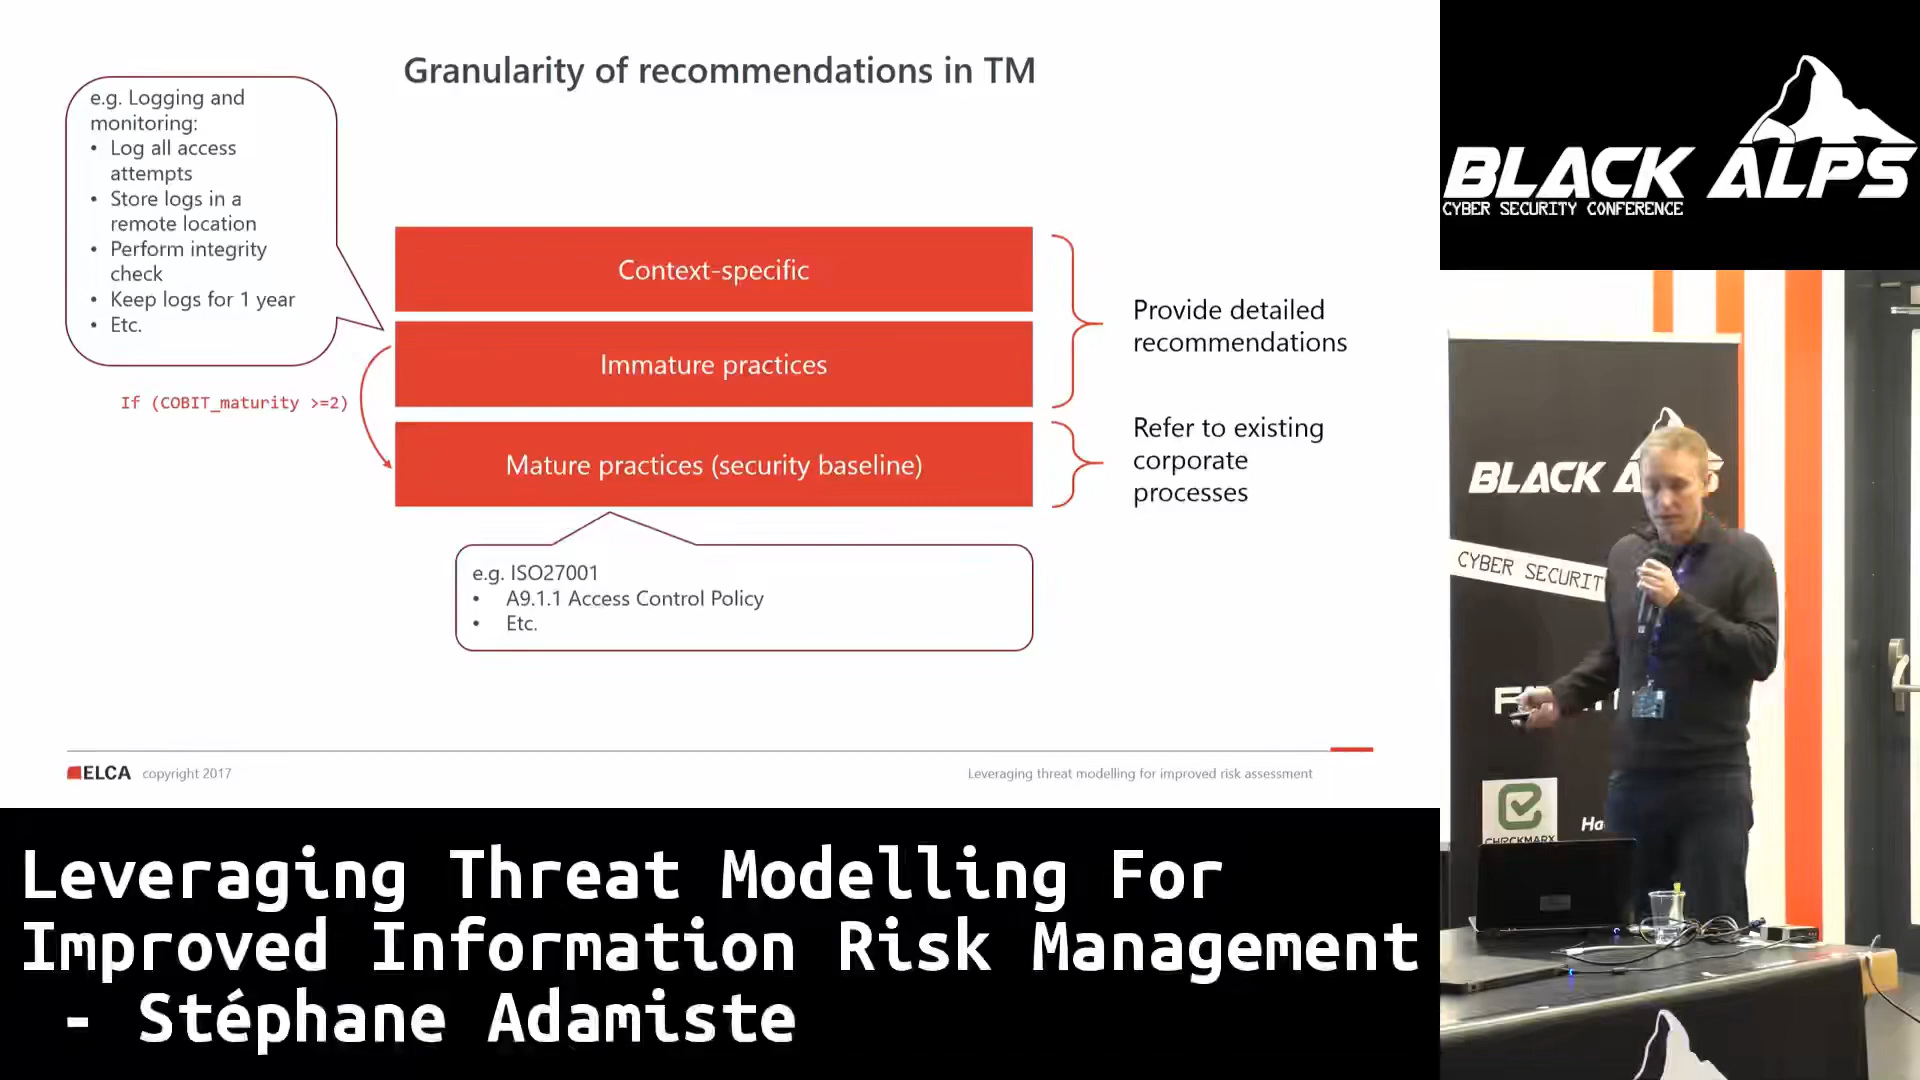 Granularity of recommendations in TM
e.g. Logging and
monitoring:
• Log all access
attempts
• Store logs in a
remote location
• Perform integrity
check
• Keep logs for 1 year
• Etc.
If (COBIT_maturity >=2)
Context-specific
Immature practices
Mature practices (security baseline)
Provide detailed
recommendations
Refer to existing
corporate
processes
e.g. ISO27001
• A9.1.1 Access Control Policy
• Etc.
ELCA copyright 2017
Leveraging threat modelling for improved risk assessment
BLACK ALPS
CYBER SECURITY CONFERENCE
BLACK
CYBER SECURIT
CHECKMARX
Leveraging Threat Modelling For
Improved Information Risk Management
- Stéphane Adamiste